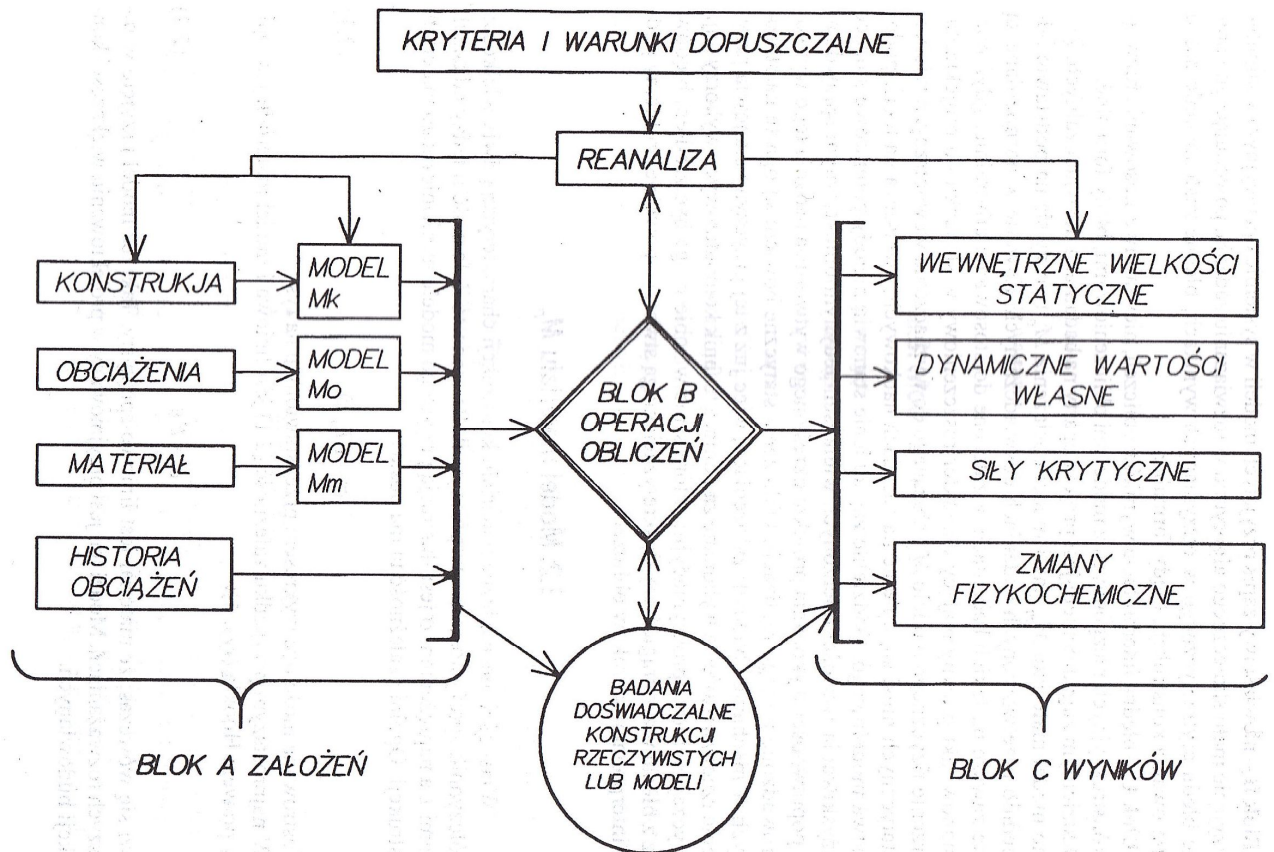 KRYTERIA I WARUNKI DOPUSZCZALNE
REANALIZA
KONSTRUKJA
MODEL
Mk
OBCIĄŻENIA
MODEL
Mo
MATERIAŁ
MODEL
Mm
HISTORIA
OBCIĄŻEŃ
BLOK A ZAŁOŻEŃ
BLOK B
OPERACJI
OBLICZEŃ
BADANIA
DOŚWIADCZALNE
KONSTRUKCJI
RZECZYWISTYCH
LUB MODELI
WEWNĘTRZNE WIELKOŚCI
STATYCZNE
DYNAMICZNE WARTOŚCI
WŁASNE
SIŁY KRYTYCZNE
ZMIANY
FIZYKOCHEMICZNE
BLOK C WYNIKÓW